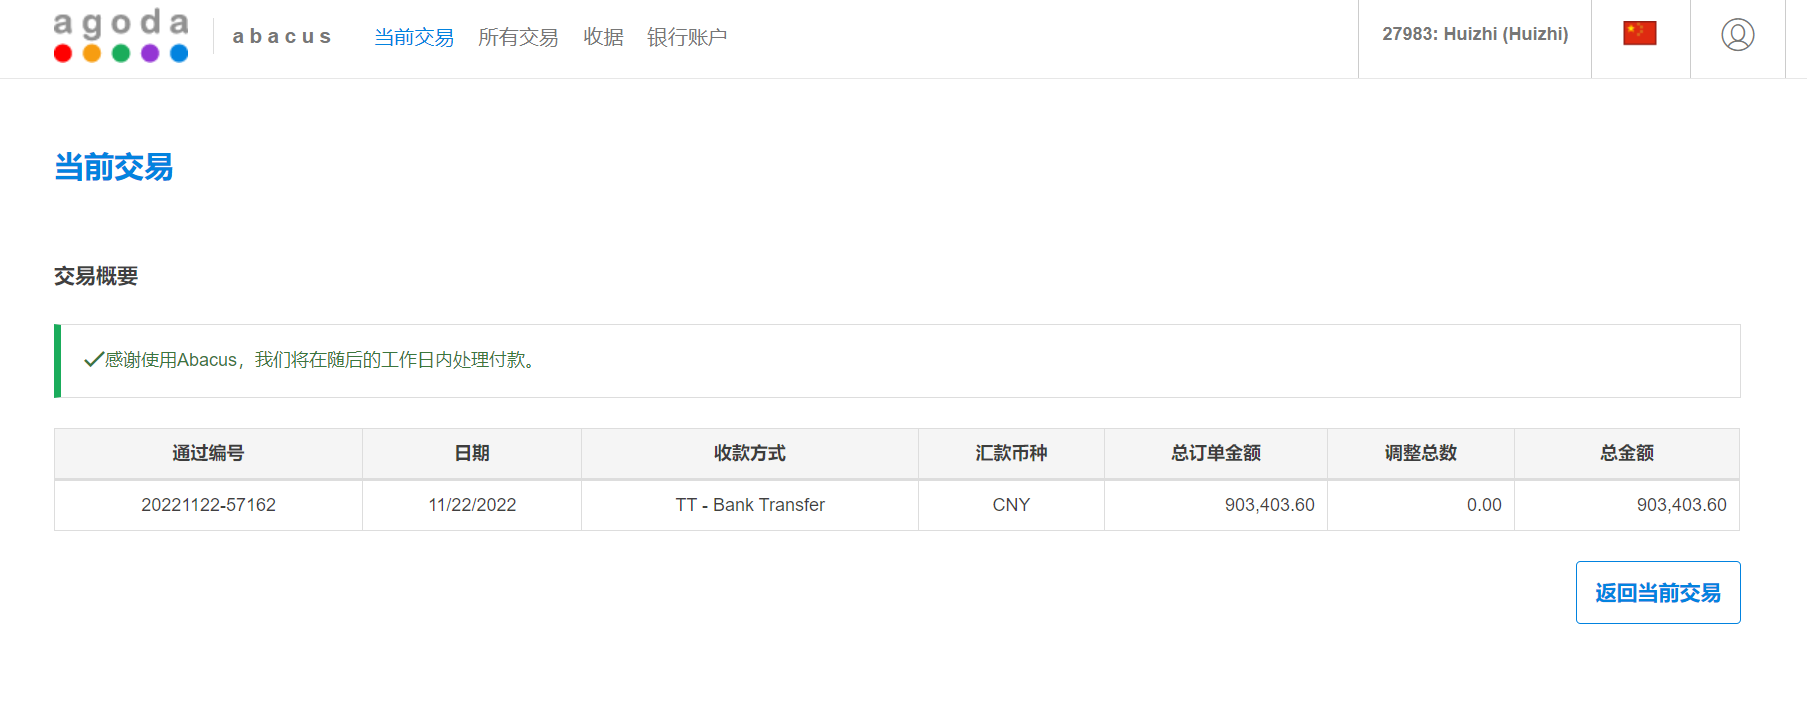 agoda
abacus 当前交易 所有交易 收据 银行账户 27983: Huizhi (Huizhi)
当前交易
交易概要
感谢使用Abacus，我们将在随后的工作日内处理付款。
通过编号 日期 收款方式 汇款币种 总订单金额 调整总数 总金额
20221122-57162 11/22/2022 TT - Bank Transfer CNY 903,403.60 0.00 903,403.60
返回当前交易